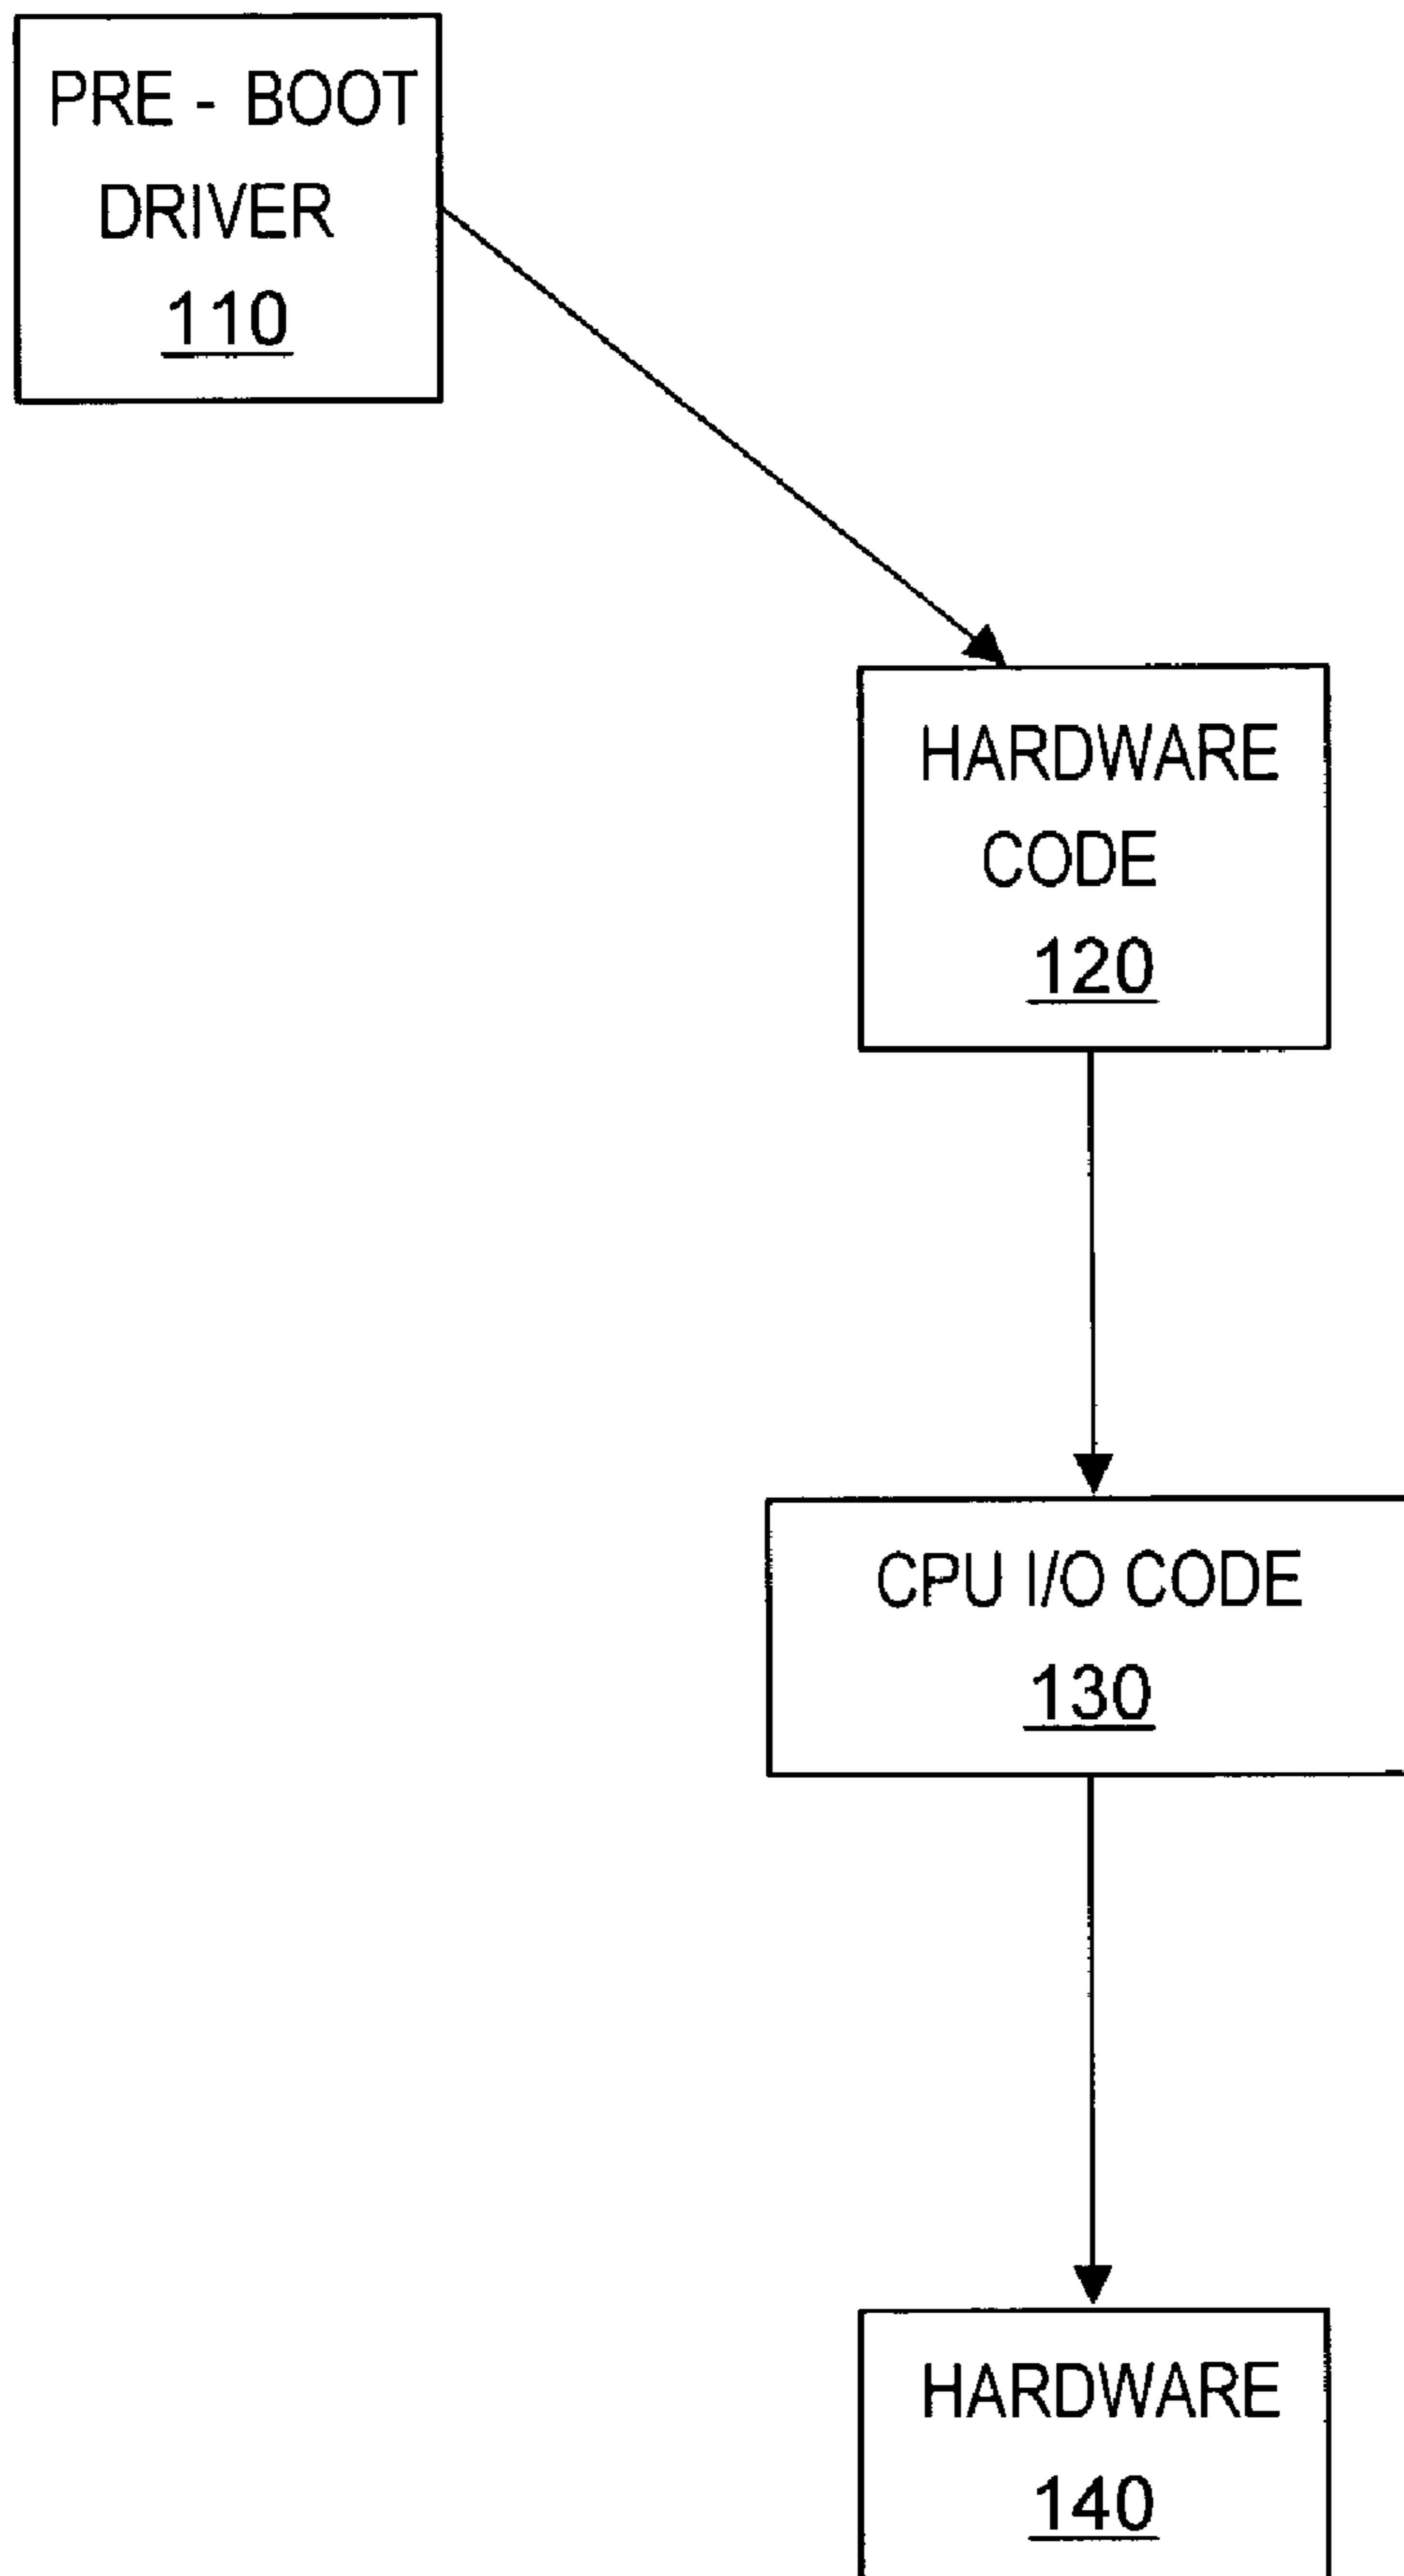 PRE - BOOT
DRIVER
110
HARDWARE
CODE
120
CPU I/O CODE
130
HARDWARE
140